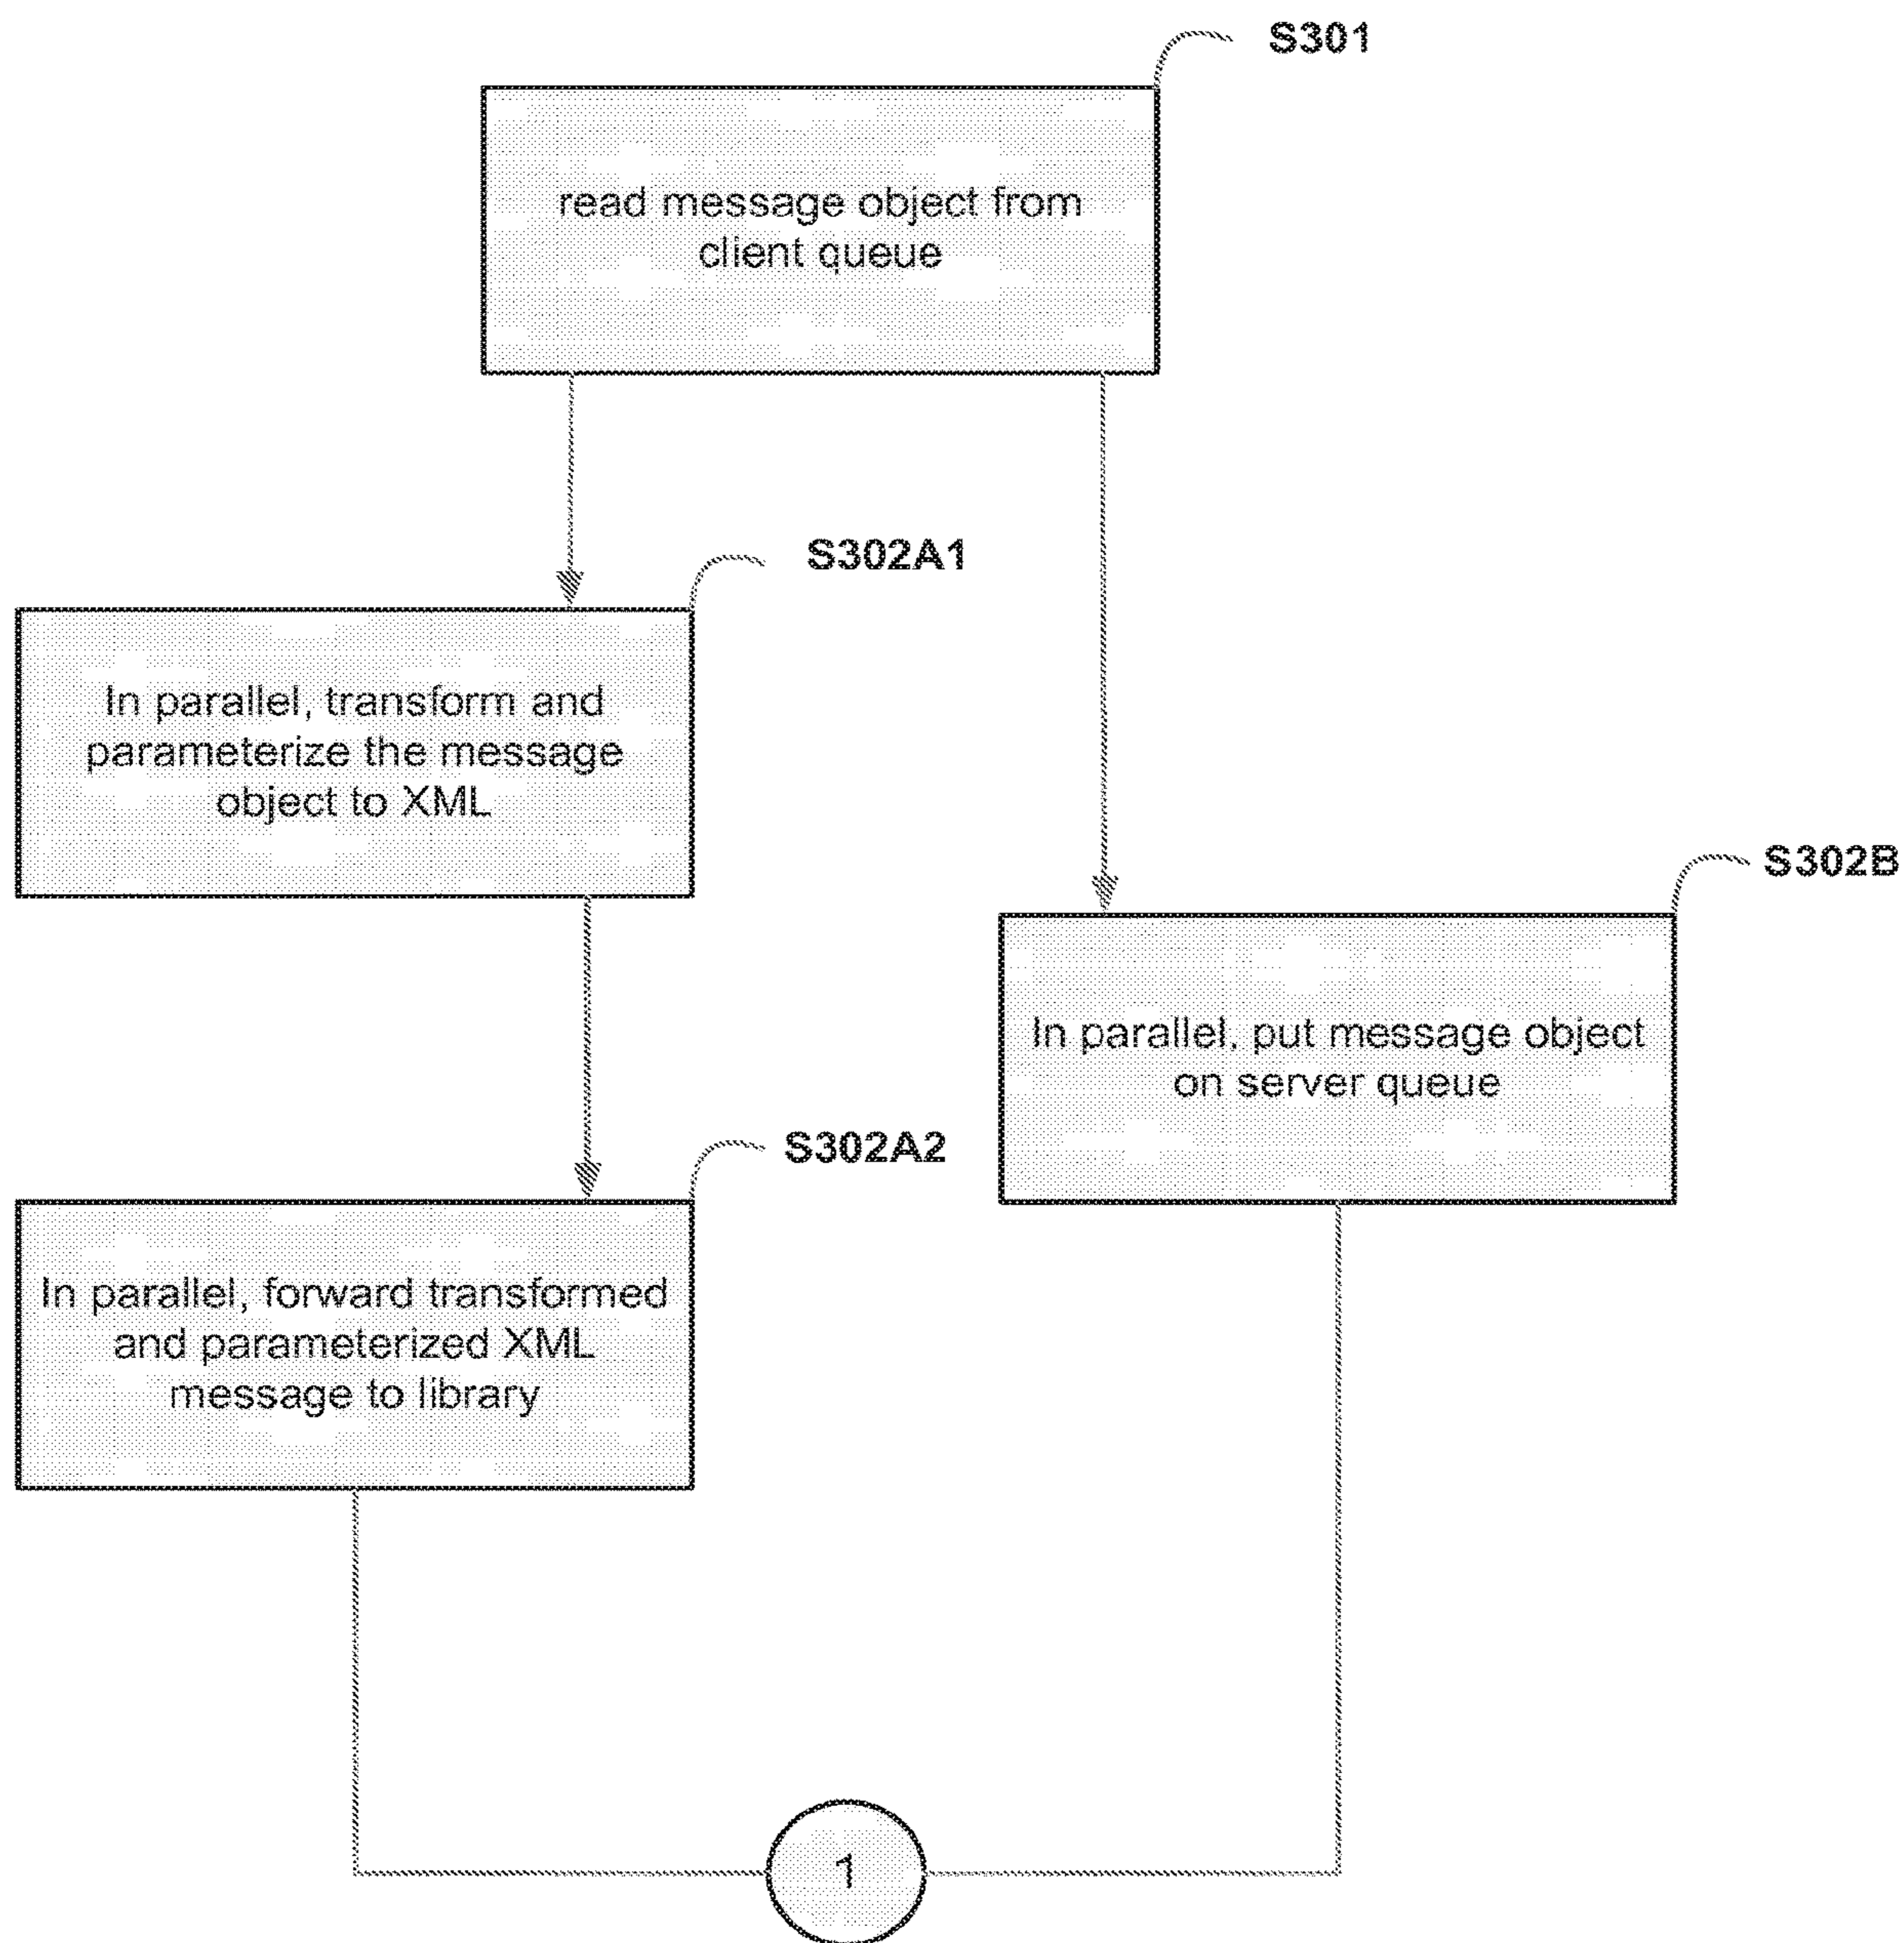 S301
read message object from
client queue
S302A1
In parallel, transform and
parameterize the message
object to XML
S302B
In parallel, put message object
on server queue
S302A2
In parallel, forward transformed
and parameterized XML
message to library
1